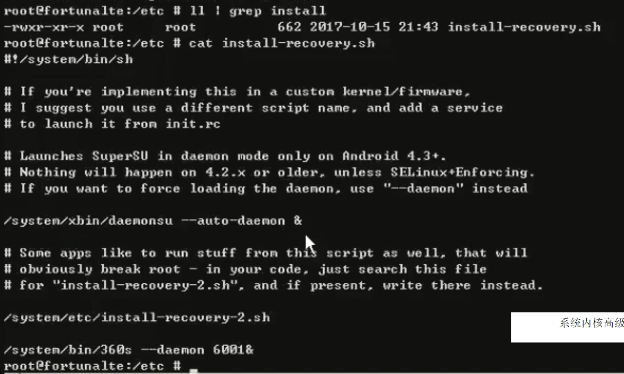 root@fortunalte:/etc # ll | grep install
-rwxr-xr-x root     root          662 2017-10-15 21:43 install-recovery.sh
root@fortunalte:/etc # cat install-recovery.sh
#!/system/bin/sh

# If you're implementing this in a custom kernel/firmware,
# I suggest you use a different script name, and add a service
# to launch it from init.rc

# Launches SuperSU in daemon mode only on Android 4.3+.
# Nothing will happen on 4.2.x or older, unless SELinux+Enforcing.
# If you want to force loading the daemon, use "--daemon" instead

/system/xbin/daemonsu --auto-daemon &

# Some apps like to run stuff from this script as well, that will
# obviously break root - in your code, just search this file
# for "install-recovery-2.sh", and if present, write there instead.

/system/etc/install-recovery-2.sh
系统内核高级

/system/bin/360s --daemon 6001&
root@fortunalte:/etc #